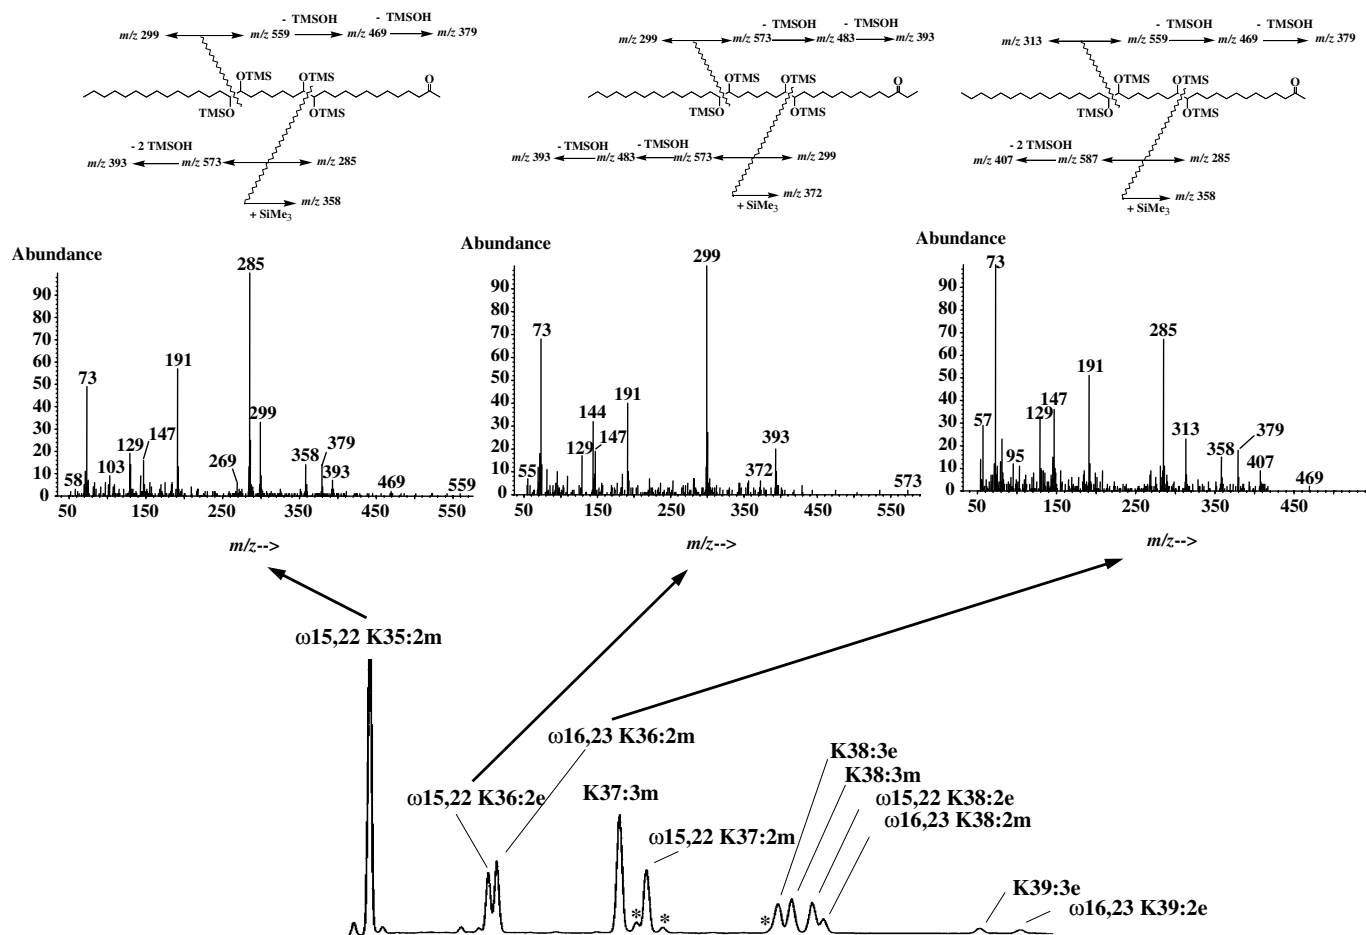 - TMSOH - TMSOH
m/z 299 m/z 559 m/z 469 m/z 379
OTMS OTMS O
TMSO OTMS
- 2 TMSOH
m/z 393 m/z 573 m/z 285
m/z 358
+ SiMe3
- TMSOH - TMSOH
m/z 299 m/z 573 m/z 483 m/z 393
OTMS OTMS O
TMSO OTMS
- TMSOH - TMSOH
m/z 393 m/z 483 m/z 573 m/z 299
m/z 372
+ SiMe3
- TMSOH - TMSOH
m/z 313 m/z 559 m/z 469 m/z 379
OTMS OTMS O
TMSO OTMS
- 2 TMSOH
m/z 407 m/z 587 m/z 285
m/z 358
+ SiMe3
Abundance
285
90
80
70
60
50
40
30
20
10
0
73
191
299
129
147
103
58
269
358
379
393
469
559
50 150 250 350 450 550
m/z-->
Abundance
299
90
80
70
60
50
40
30
20
10
0
73
191
144
147
129
55
393
372
573
50 150 250 350 450 550
m/z-->
Abundance
73
90
80
70
60
50
40
30
20
10
0
285
191
147
129
57
95
313
358
379
407
469
50 150 250 350 450
m/z-->
ω15,22 K35:2m
ω16,23 K36:2m
ω15,22 K36:2e
K37:3m
ω15,22 K37:2m
K38:3e
K38:3m
ω15,22 K38:2e
ω16,23 K38:2m
K39:3e
ω16,23 K39:2e
* * *